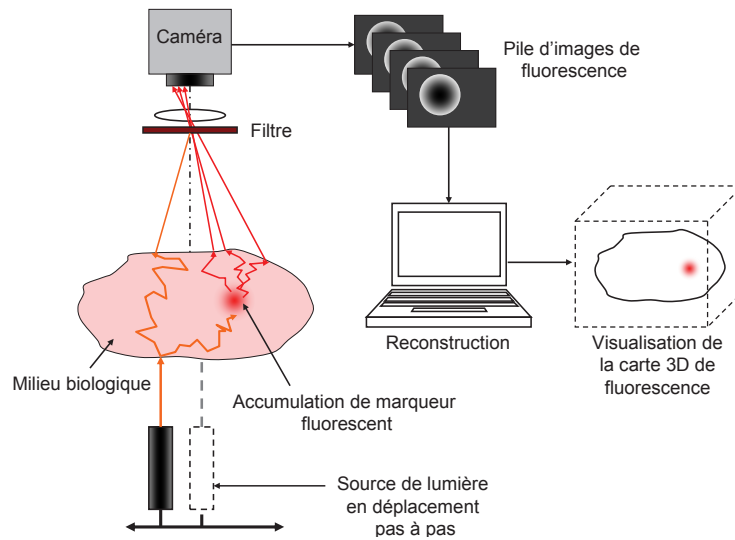 Caméra
Pile d'images de
fluorescence
Filtre
Reconstruction
Visualisation de
la carte 3D de
fluorescence
Milieu biologique
Accumulation de marqueur
fluorescent
Source de lumière
en déplacement
pas à pas